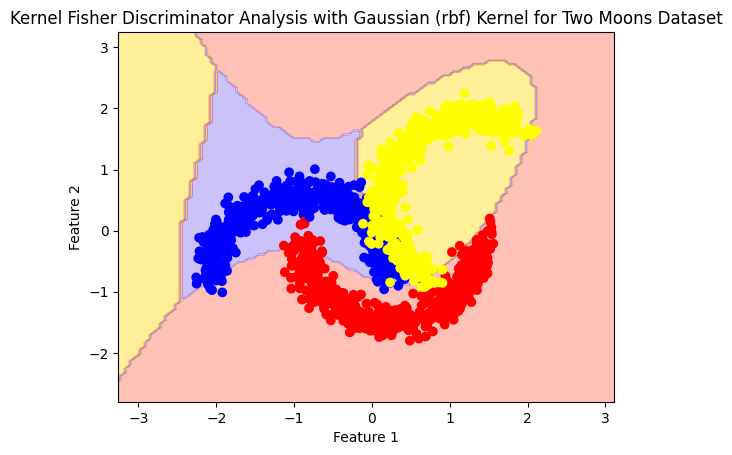 Kernel Fisher Discriminator Analysis with Gaussian (rbf) Kernel for Two Moons Dataset
3
2
1
0
−1
−2
Feature 2
−3 −2 −1 0 1 2 3
Feature 1